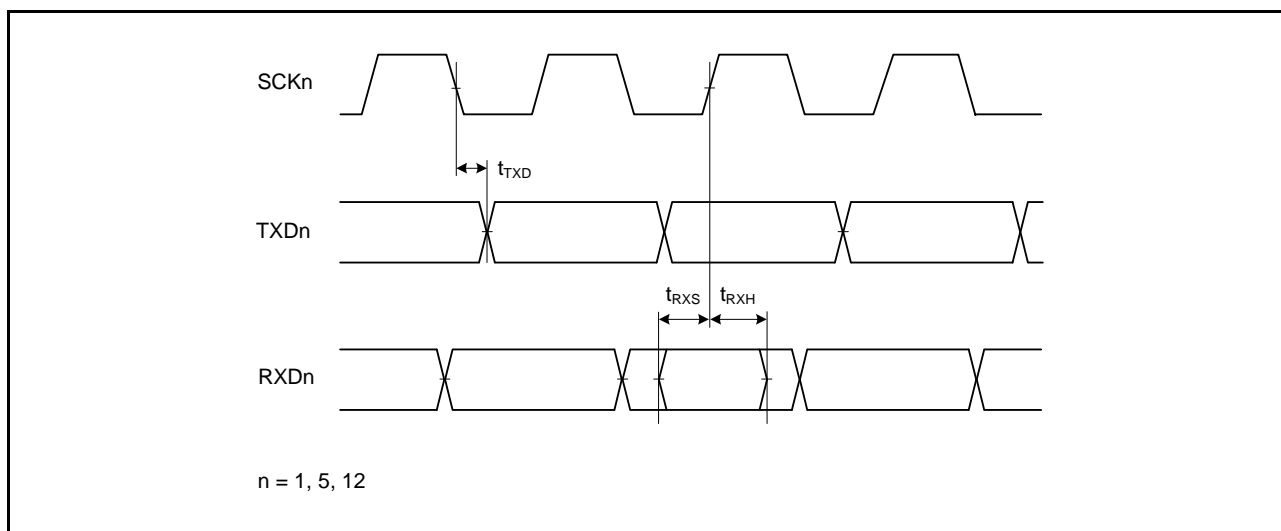 SCKn
tTXD
TXDn
tRXS tRXH
RXDn
n = 1, 5, 12